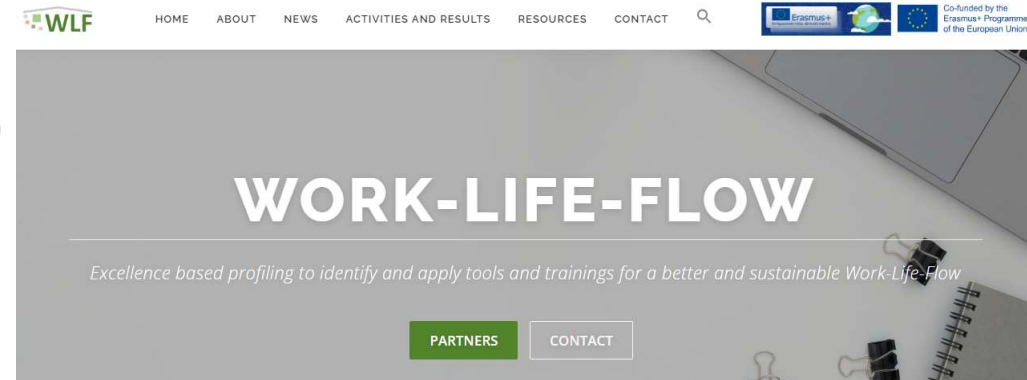 WLF
HOME ABOUT NEWS ACTIVITIES AND RESULTS RESOURCES CONTACT
Erasmus+
Co-funded by the
Erasmus+ Programme
of the European Union
WORK-LIFE-FLOW
Excellence based profiling to identify and apply tools and trainings for a better and sustainable Work-Life-Flow
PARTNERS CONTACT